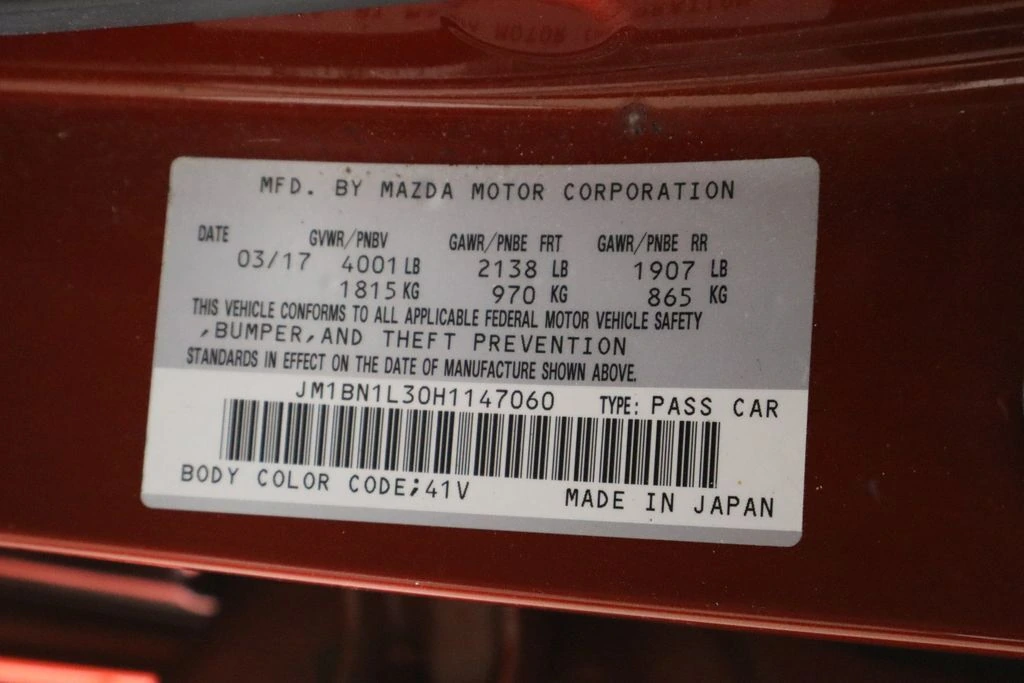 MFD. BY MAZDA MOTOR CORPORATION
DATE GVWR/PNBV GAWR/PNBE FRT GAWR/PNBE RR
03/17 4001 LB 2138 LB 1907 LB
1815 KG 970 KG 865 KG
THIS VEHICLE CONFORMS TO ALL APPLICABLE FEDERAL MOTOR VEHICLE SAFETY
,BUMPER,AND THEFT PREVENTION
STANDARDS IN EFFECT ON THE DATE OF MANUFACTURE SHOWN ABOVE.
JM1BN1L30H1147060 TYPE: PASS CAR
BODY COLOR CODE;41V MADE IN JAPAN